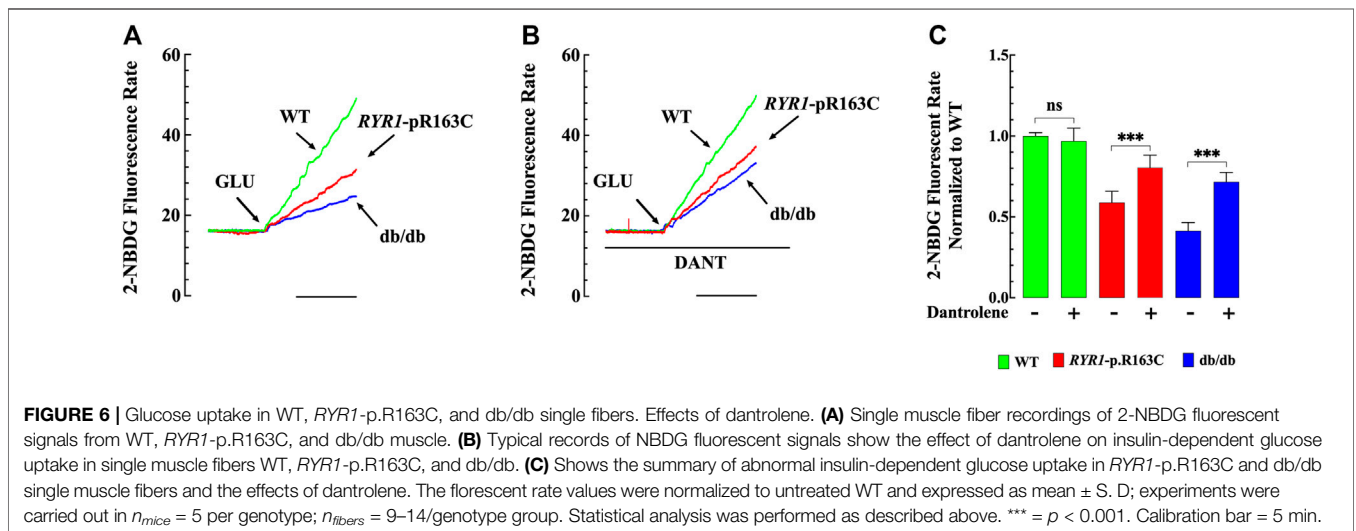 A
2-NBDG Fluorescence Rate
60
40
20
0
WT
RYR1-pR163C
GLU
db/db
B
2-NBDG Fluorescence Rate
60
40
20
0
WT
RYR1-pR163C
GLU
db/db
DANT
C
2-NBDG Fluorescent Rate
Normalized to WT
1.5
1.0
0.5
0.0
ns
***
***
Dantrolene - + - + - +
WT RYR1-p.R163C db/db
FIGURE 6 | Glucose uptake in WT, RYR1-p.R163C, and db/db single fibers. Effects of dantrolene. (A) Single muscle fiber recordings of 2-NBDG fluorescent
signals from WT, RYR1-p.R163C, and db/db muscle. (B) Typical records of NBDG fluorescent signals show the effect of dantrolene on insulin-dependent glucose
uptake in single muscle fibers WT, RYR1-p.R163C, and db/db. (C) Shows the summary of abnormal insulin-dependent glucose uptake in RYR1-p.R163C and db/db
single muscle fibers and the effects of dantrolene. The florescent rate values were normalized to untreated WT and expressed as mean ± S. D; experiments were
carried out in nmice = 5 per genotype; nfibers = 9–14/genotype group. Statistical analysis was performed as described above. *** = p < 0.001. Calibration bar = 5 min.